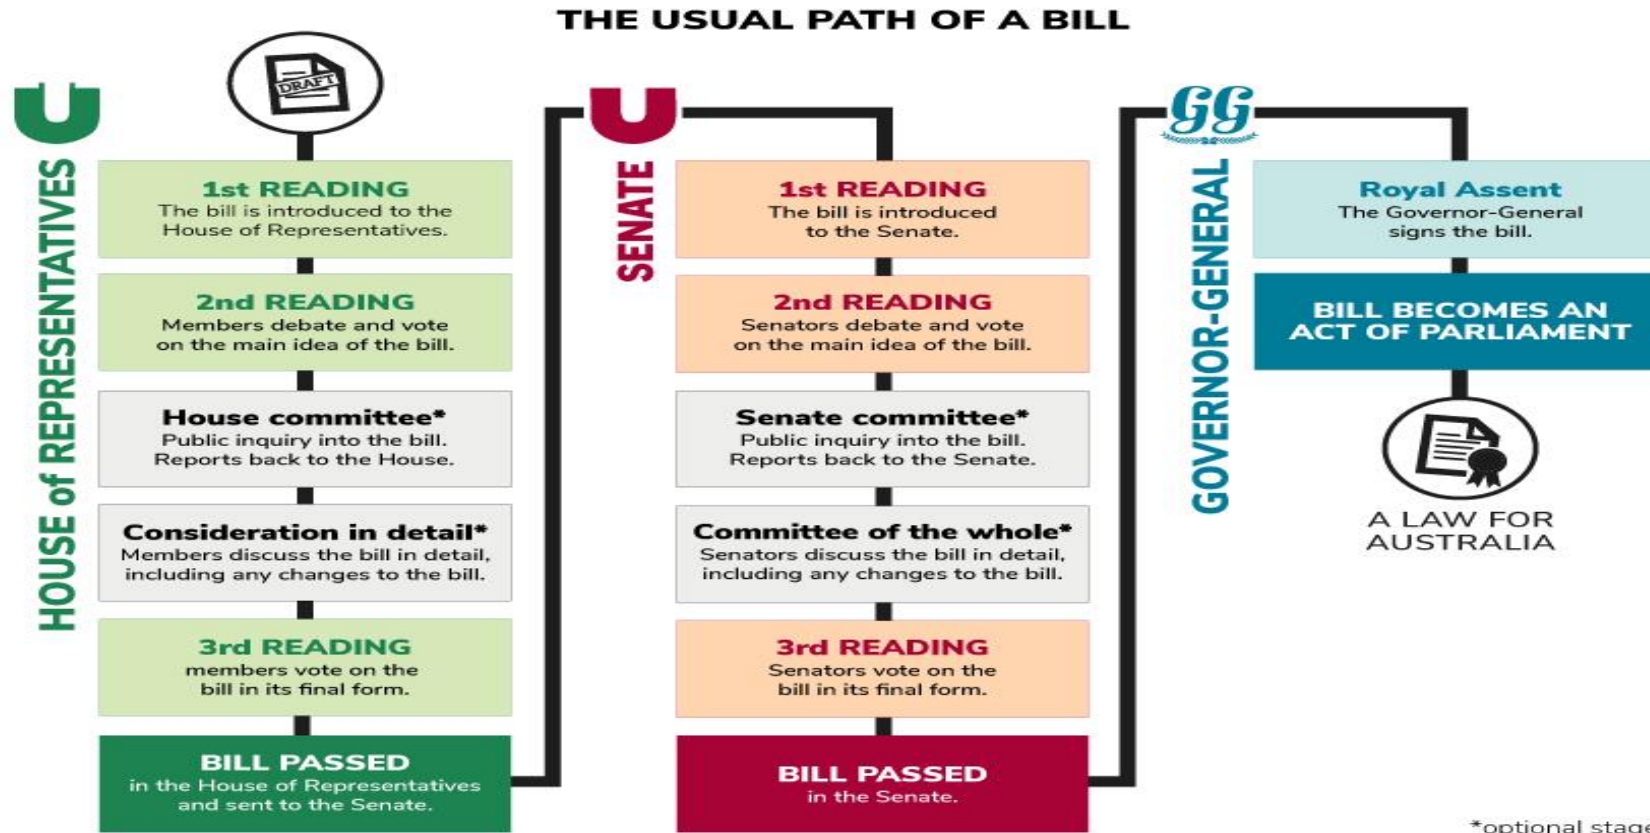 THE USUAL PATH OF A BILL
DRAFT
HOUSE of REPRESENTATIVES
1st READING
The bill is introduced to the
House of Representatives.
2nd READING
Members debate and vote
on the main idea of the bill.
House committee*
Public inquiry into the bill.
Reports back to the House.
Consideration in detail*
Members discuss the bill in detail,
including any changes to the bill.
3rd READING
members vote on the
bill in its final form.
BILL PASSED
in the House of Representatives
and sent to the Senate.
SENATE
1st READING
The bill is introduced
to the Senate.
2nd READING
Senators debate and vote
on the main idea of the bill.
Senate committee*
Public inquiry into the bill.
Reports back to the Senate.
Committee of the whole*
Senators discuss the bill in detail,
including any changes to the bill.
3rd READING
Senators vote on the
bill in its final form.
BILL PASSED
in the Senate.
GG
GOVERNOR-GENERAL
Royal Assent
The Governor-General
signs the bill.
BILL BECOMES AN
ACT OF PARLIAMENT
A LAW FOR
AUSTRALIA
*optional stage